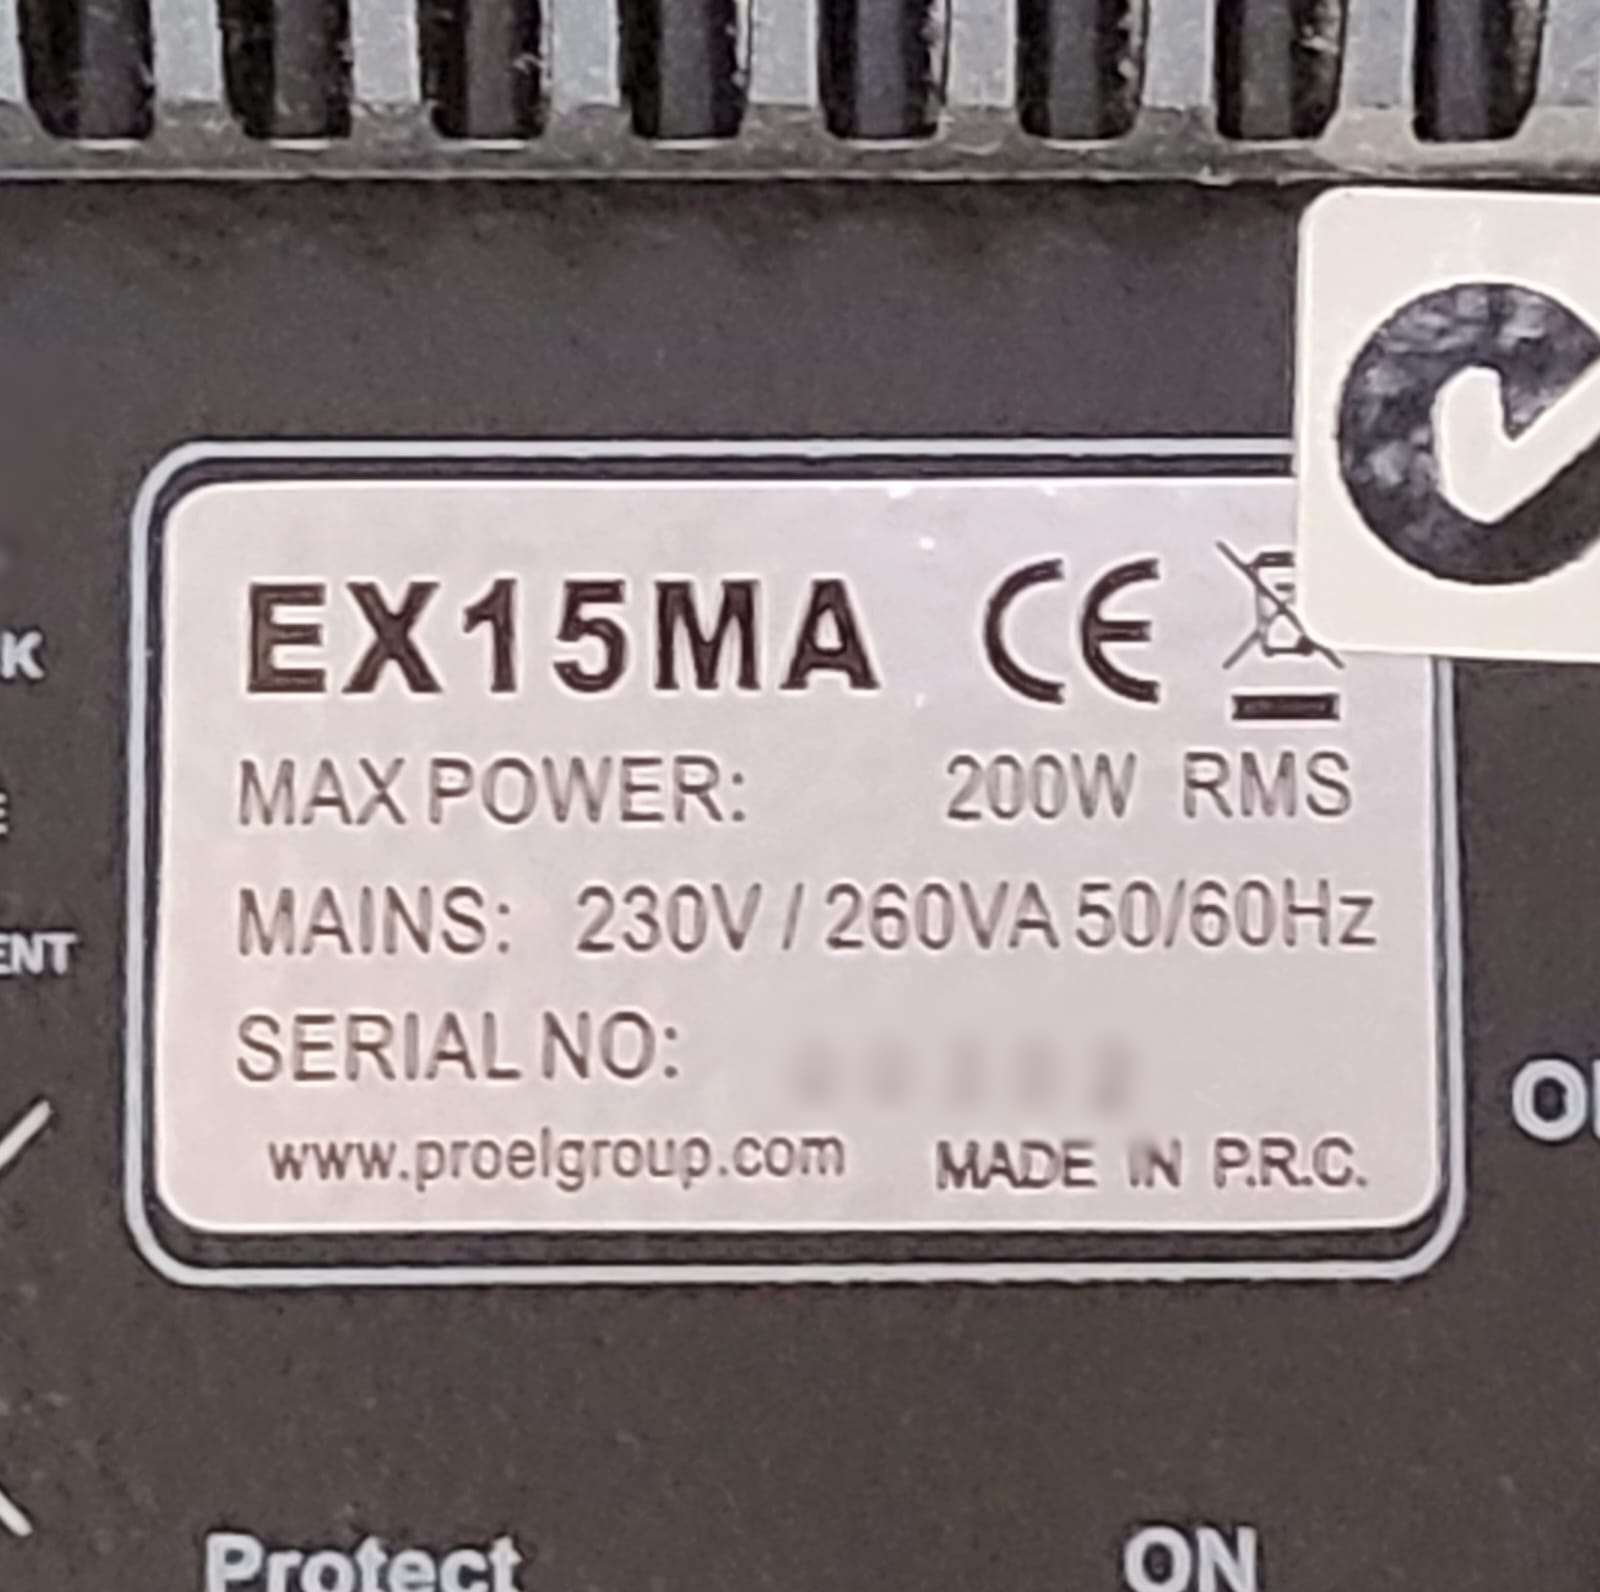 K
E
ENT
EX15MA CE
MAX POWER: 200W RMS
MAINS: 230V / 260VA 50/60Hz
SERIAL NO:
www.proelgroup.com MADE IN P.R.C.
Protect
ON